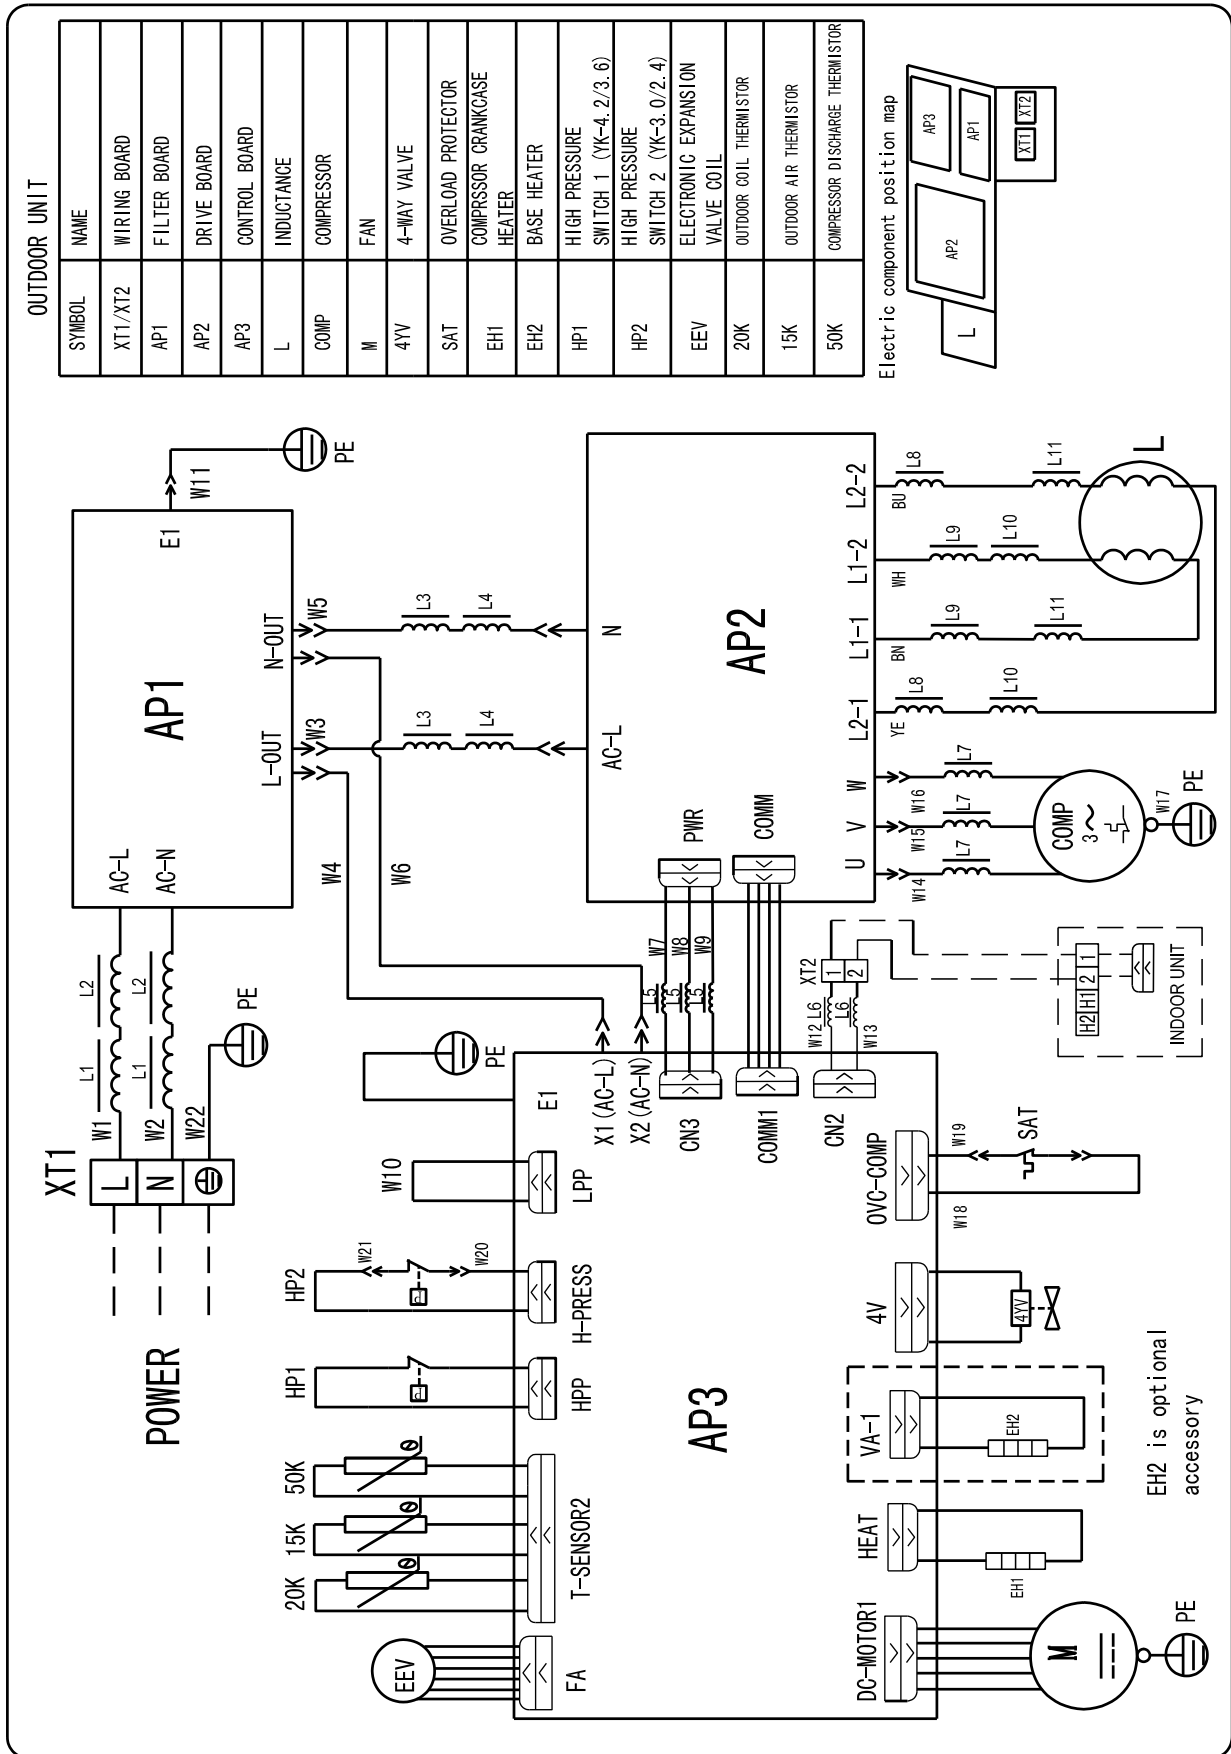 OUTDOOR UNIT
SYMBOL NAME
XT1/XT2 WIRING BOARD
AP1 FILTER BOARD
AP2 DRIVE BOARD
AP3 CONTROL BOARD
L INDUCTANCE
COMP COMPRESSOR
M FAN
4YV 4-WAY VALVE
SAT OVERLOAD PROTECTOR
EH1 COMPRSSOR CRANKCASE
HEATER
EH2 BASE HEATER
HP1 HIGH PRESSURE
SWITCH 1 (YK-4.2/3.6)
HP2 HIGH PRESSURE
SWITCH 2 (YK-3.0/2.4)
EEV ELECTRONIC EXPANSION
VALVE COIL
20K OUTDOOR COIL THERMISTOR
15K OUTDOOR AIR THERMISTOR
50K COMPRESSOR DISCHARGE THERMISTOR
Electric component position map
L
AP2
AP3
AP1
XT1
XT2
POWER
XT1
L
N
W1
W2
W22
L1
L2
L1
L2
PE
AP1
AC-L
AC-N
L-OUT
N-OUT
E1
W11
PE
W3
W5
W4
W6
L3
L4
L3
L4
AP2
AC-L
N
PWR
COMM
U
V
W
L2-1
L1-1
L1-2
L2-2
W14
W15
W16
L7
L7
L7
COMP
3
W17
PE
YE
BN
WH
BU
L8
L10
L9
L11
L9
L10
L8
L11
L
W7
W8
W9
L5
L5
L5
XT2
1
2
W12
L6
L6
W13
H2
H1
2
1
INDOOR UNIT
AP3
EEV
FA
20K
15K
50K
T-SENSOR2
HP1
HPP
HP2
W21
W20
H-PRESS
W10
LPP
E1
PE
X1(AC-L)
X2(AC-N)
CN3
COMM1
CN2
OVC-COMP
W19
W18
SAT
4V
4YV
VA-1
EH2
EH2 is optional
accessory
HEAT
EH1
DC-MOTOR1
M
PE